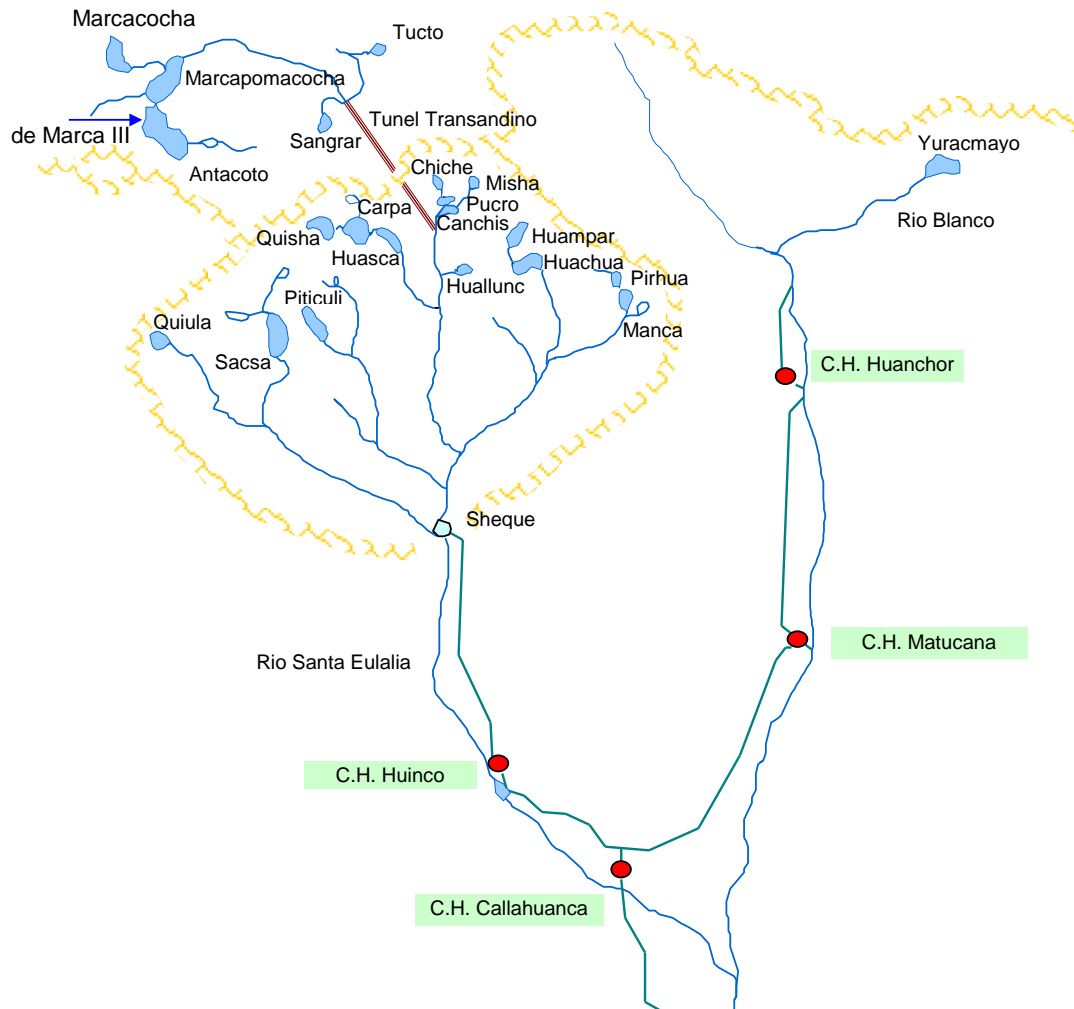 Marcacocha
Tucto
Marcapomacocha
Tunel Transandino
de Marca III
Sangrar
Yuracmayo
Antacoto
Chiche
Misha
Carpa
Pucro
Canchis
Rio Blanco
Quisha
Huampar
Huasca
Huachua
Huallunc
Pirhua
Piticuli
Quiula
Manca
Sacsa
C.H. Huanchor
Sheque
C.H. Matucana
Rio Santa Eulalia
C.H. Huinco
C.H. Callahuanca